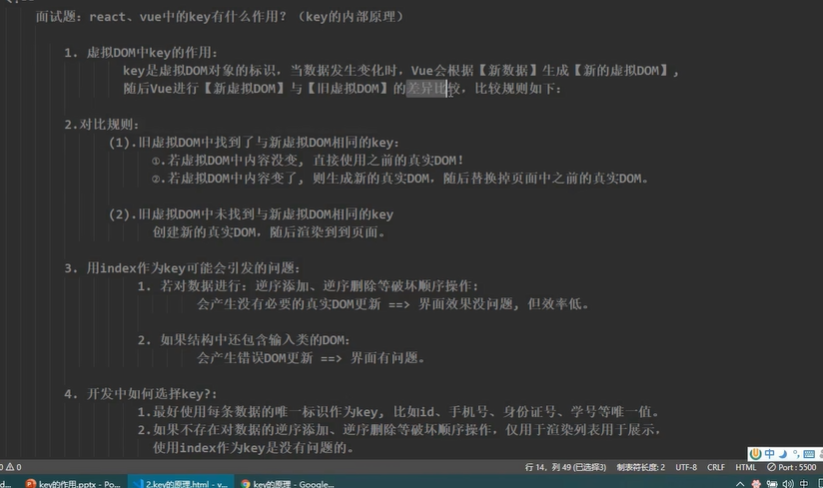 面试题：react、vue中的key有什么作用？（key的内部原理）
1. 虚拟DOM中key的作用：
key是虚拟DOM对象的标识，当数据发生变化时，Vue会根据【新数据】生成【新的虚拟DOM】,
随后Vue进行【新虚拟DOM】与【旧虚拟DOM】的差异比较，比较规则如下：
2.对比规则：
(1).旧虚拟DOM中找到了与新虚拟DOM相同的key：
①.若虚拟DOM中内容没变, 直接使用之前的真实DOM！
②.若虚拟DOM中内容变了, 则生成新的真实DOM，随后替换掉页面中之前的真实DOM。
(2).旧虚拟DOM中未找到与新虚拟DOM相同的key
创建新的真实DOM，随后渲染到到页面。
3. 用index作为key可能会引发的问题：
1. 若对数据进行：逆序添加、逆序删除等破坏顺序操作：
会产生没有必要的真实DOM更新 ==> 界面效果没问题, 但效率低。
2. 如果结构中还包含输入类的DOM：
会产生错误DOM更新 ==> 界面有问题。
4. 开发中如何选择key?:
1.最好使用每条数据的唯一标识作为key, 比如id、手机号、身份证号、学号等唯一值。
2.如果不存在对数据的逆序添加、逆序删除等破坏顺序操作，仅用于渲染列表用于展示，
使用index作为key是没有问题的。
中
0 0 行 14，列 49 (已选择3) 制表符长度: 2 UTF-8 CRLF HTML Port : 5500
d... key的作用.pptx - Po... 2.key的原理.html - v... key的原理 - Google... 中